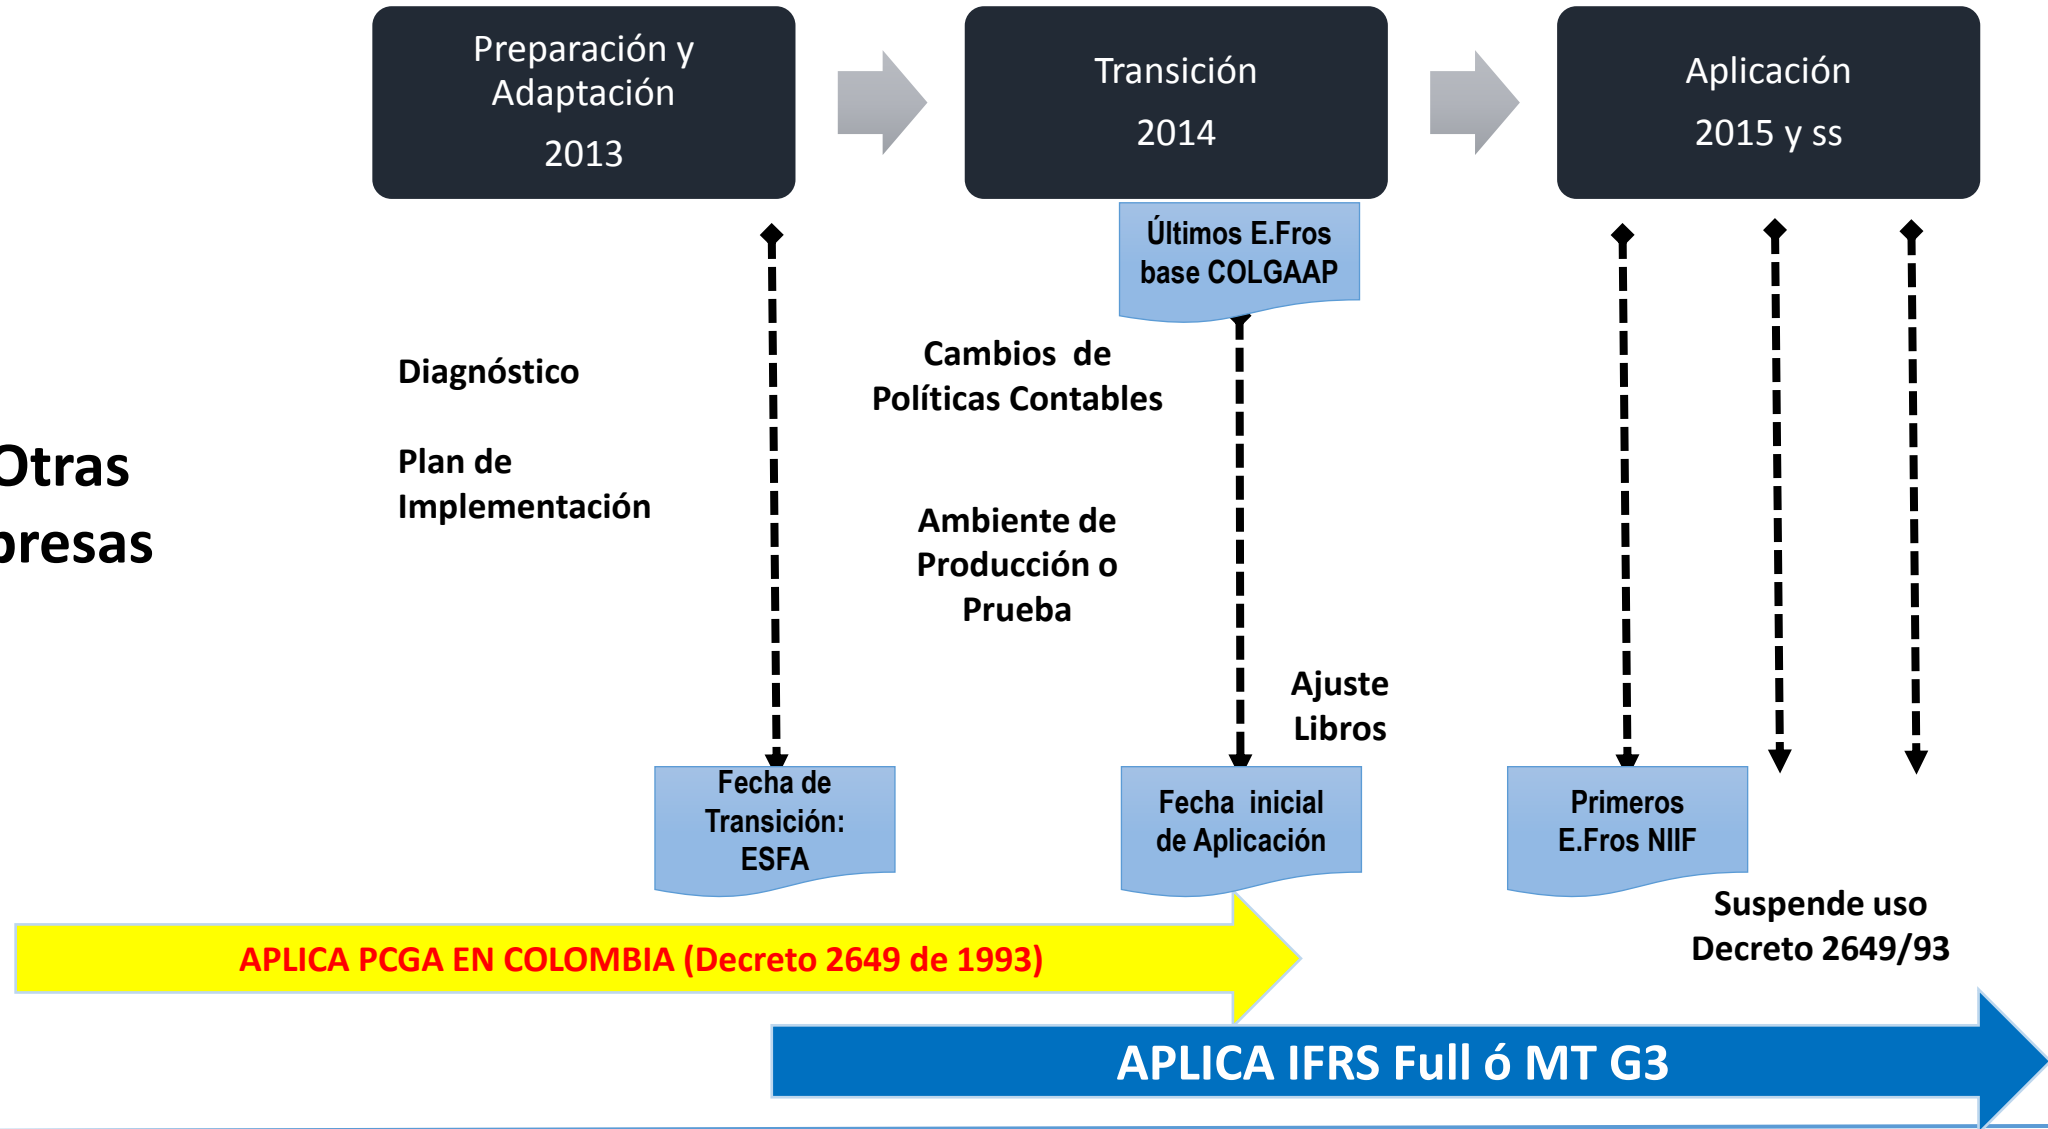 Preparación y
Adaptación
2013
Transición
2014
Aplicación
2015 y ss
Últimos E.Fros
base COLGAAP
Diagnóstico
Plan de
Implementación
Cambios de
Políticas Contables
Ambiente de
Producción o
Prueba
Otras
presas
Ajuste
Libros
Fecha de
Transición:
ESFA
Fecha inicial
de Aplicación
Primeros
E.Fros NIIF
Suspende uso
Decreto 2649/93
APLICA PCGA EN COLOMBIA (Decreto 2649 de 1993)
APLICA IFRS Full ó MT G3